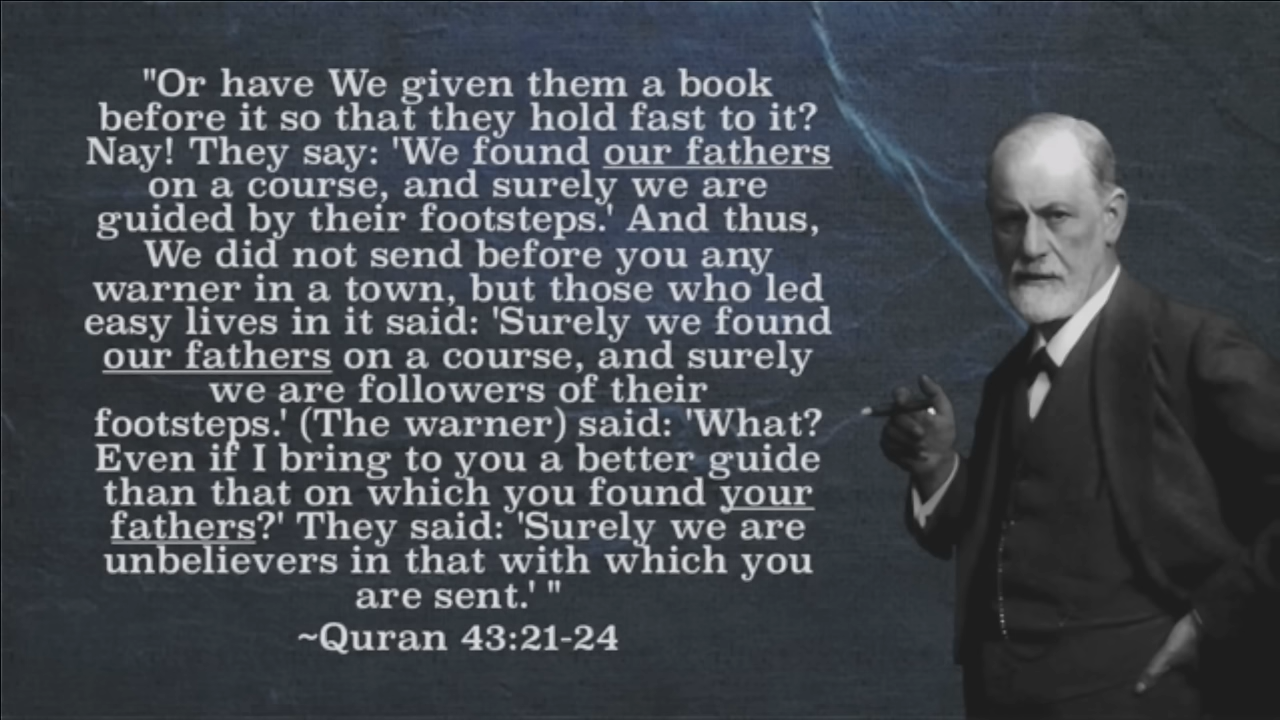 "Or have We given them a book
before it so that they hold fast to it?
Nay! They say: 'We found our fathers
on a course, and surely we are
guided by their footsteps.' And thus,
We did not send before you any
warner in a town, but those who led
easy lives in it said: 'Surely we found
our fathers on a course, and surely
we are followers of their
footsteps.' (The warner) said: 'What?
Even if I bring to you a better guide
than that on which you found your
fathers?' They said: 'Surely we are
unbelievers in that with which you
are sent.' "
~Quran 43:21-24